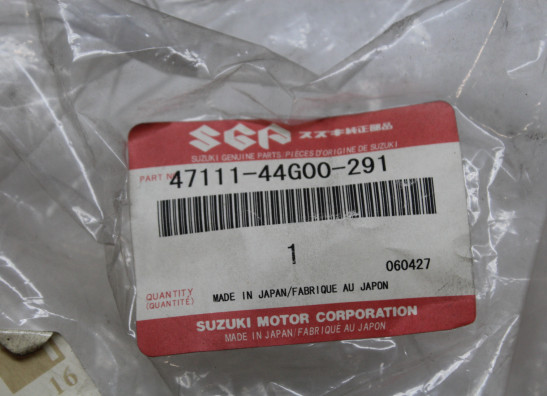 SGP スズキ純正部品
SUZUKI GENUINE PARTS/PIÈCES D'ORIGINE DE SUZUKI
PART NO. 47111-44G00-291
1
060427
QUANTITY
(QUANTITÉ)
MADE IN JAPAN/FABRIQUE AU JAPON
SUZUKI MOTOR CORPORATION
MADE IN JAPAN/FABRIQUÉ AU JAPON
16